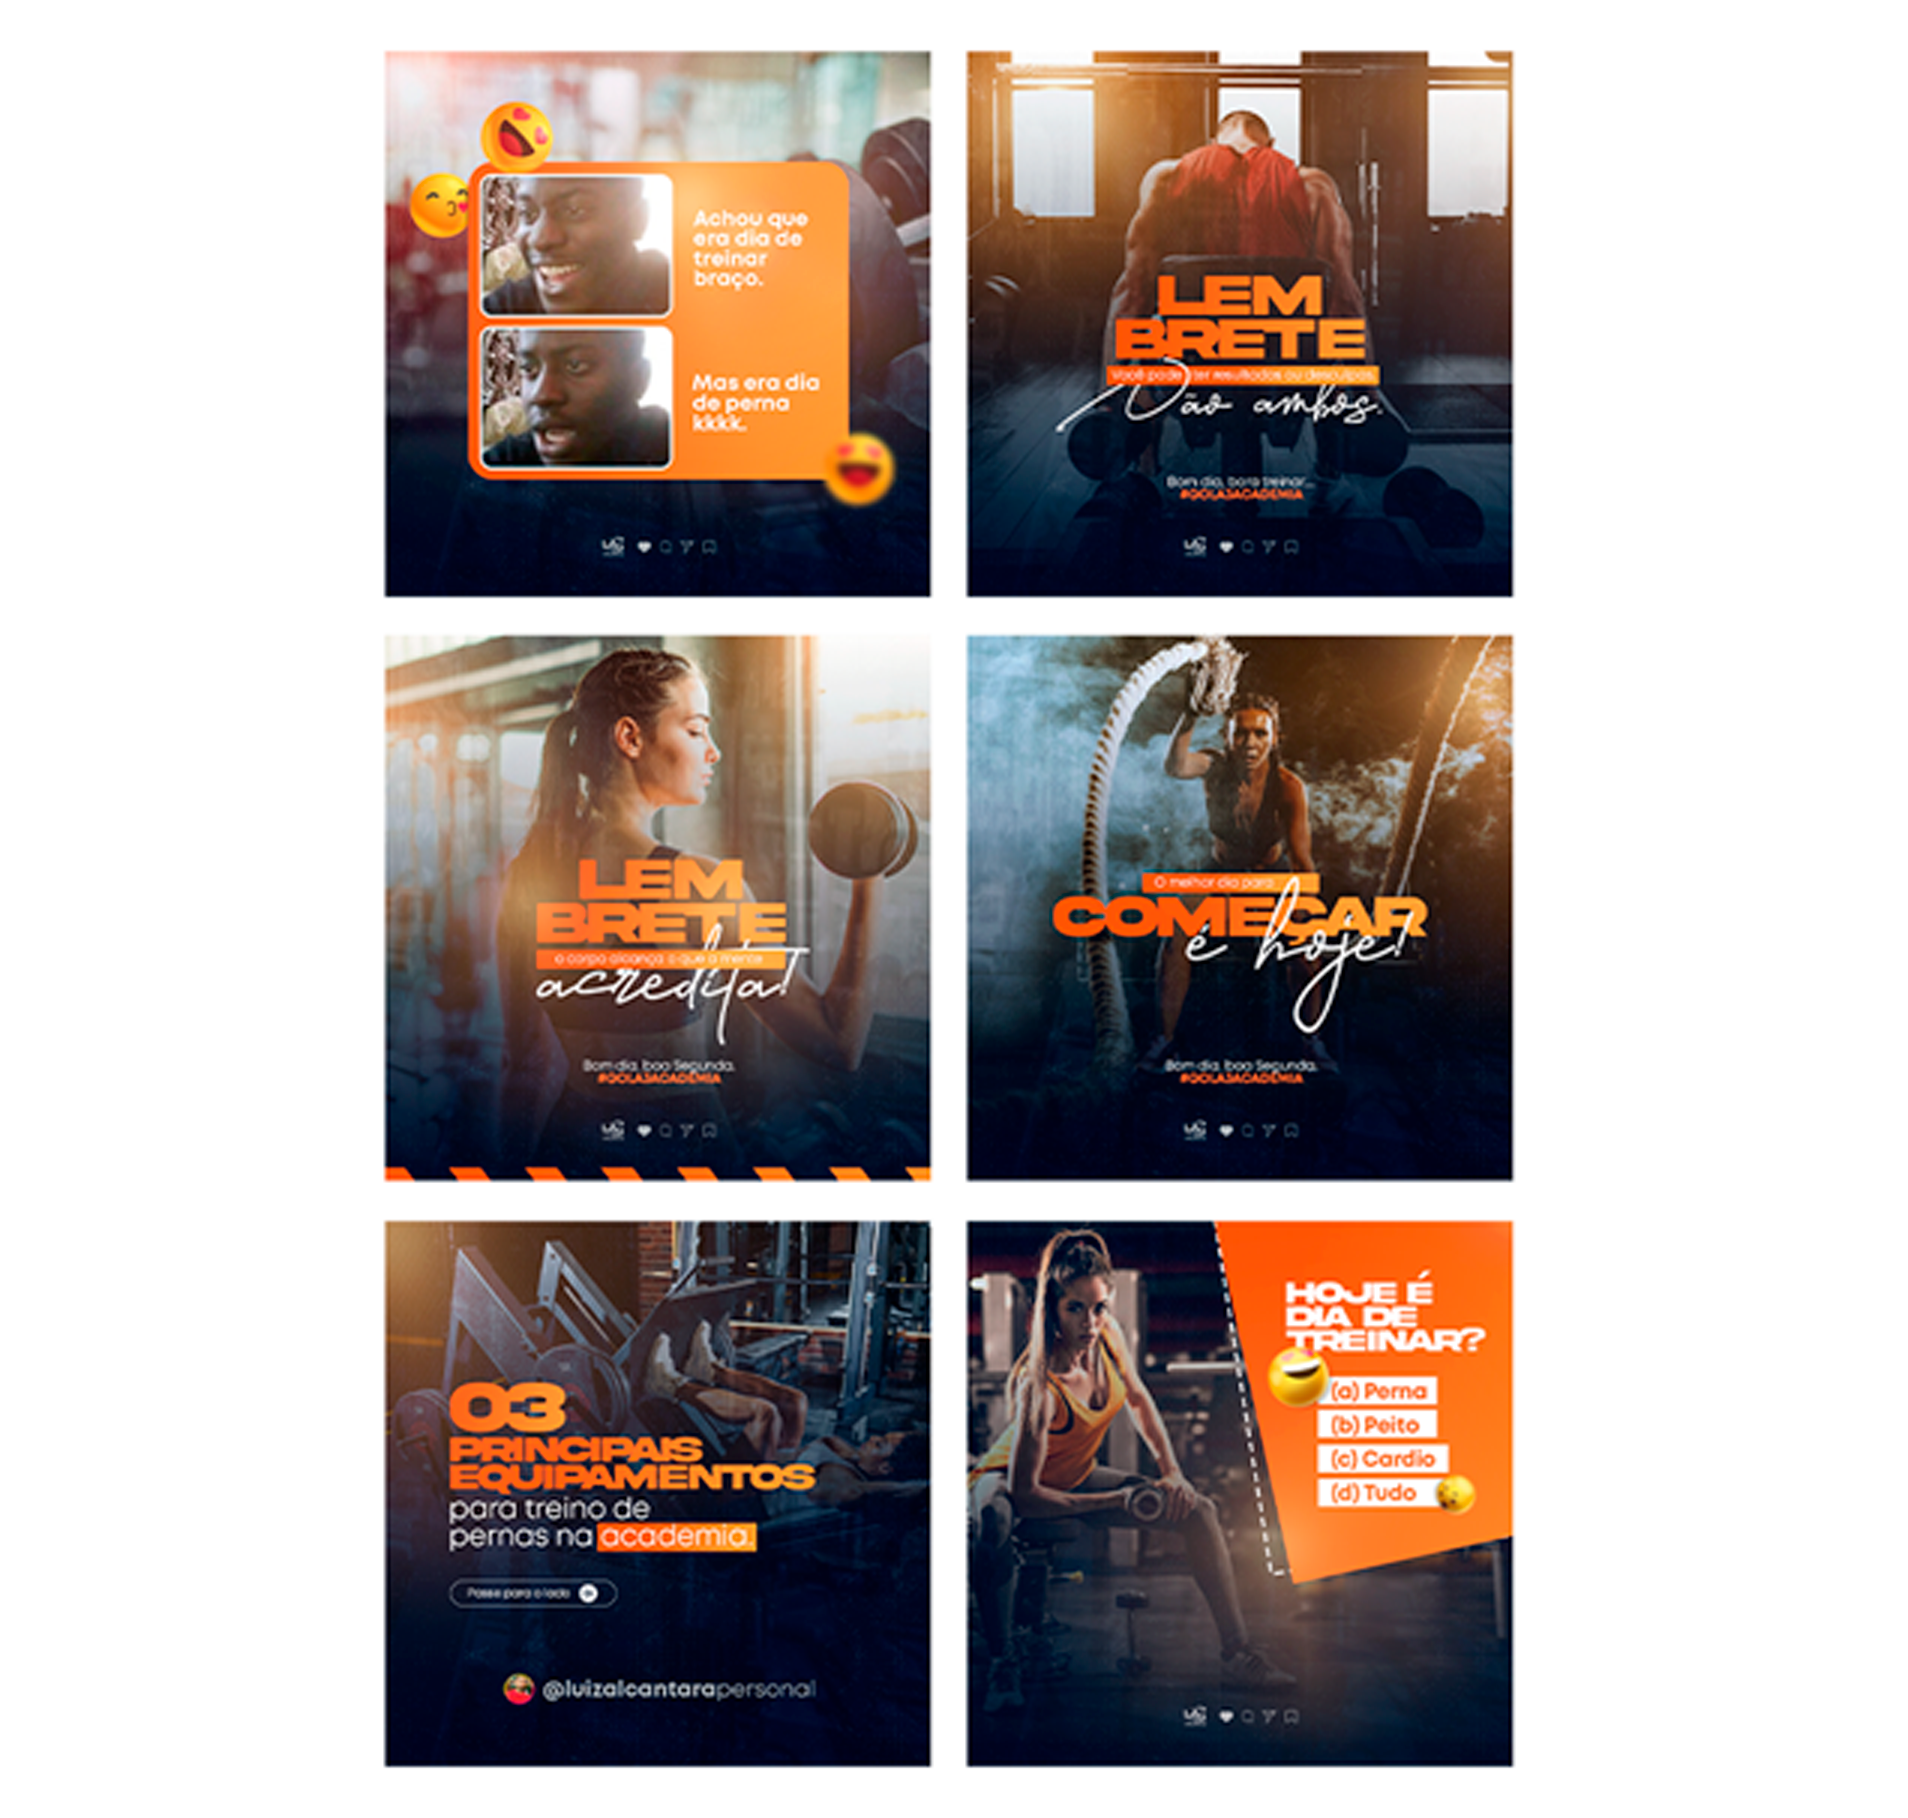 Achou que
era dia de
treinar
braço.
Mas era dia
de perna
kkkk.
LEM
BRETE
Você pode ter resultados ou desculpas.
Não ambos.
Bom dia, bora treinar...
LEM
BRETE
o corpo alcança o que a mente
acredita!
Bom dia, boa Segunda.
O melhor dia para
COMEÇAR
é hoje!
Bom dia, boa Segunda.
03
PRINCIPAIS
EQUIPAMENTOS
para treino de
pernas na academia.
Passe para o lado
@luizalcantarapersonal
HOJE É
DIA DE
TREINAR?
(a) Perna
(b) Peito
(c) Cardio
(d) Tudo